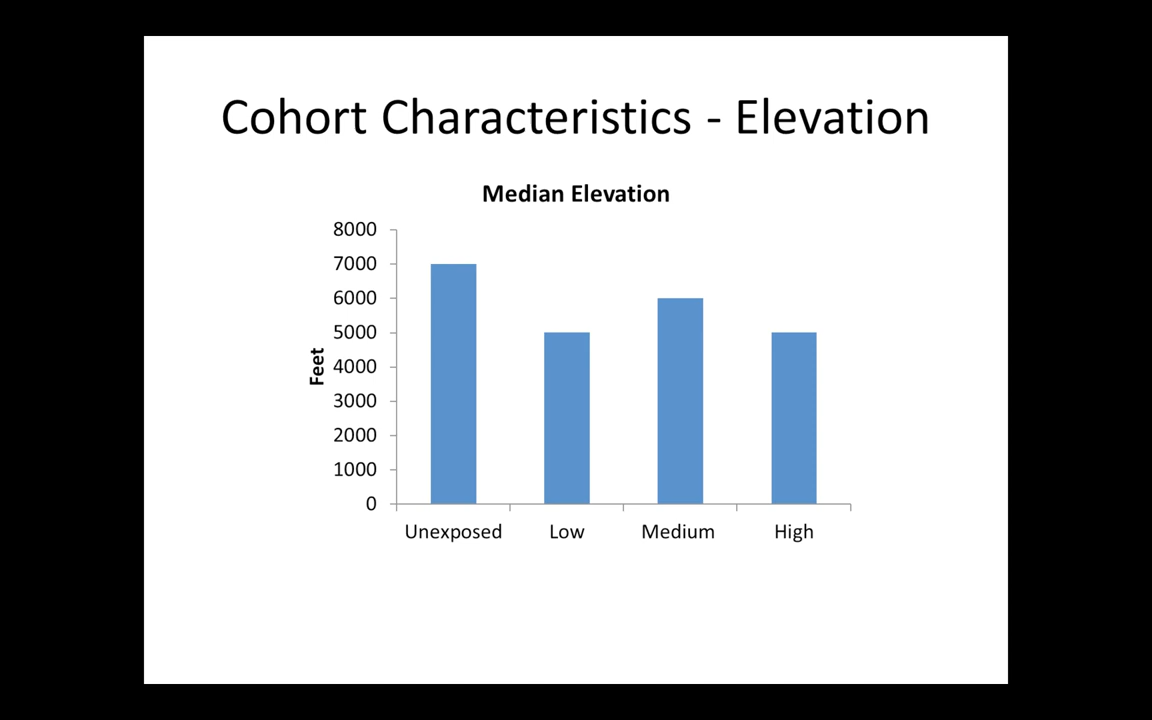 Cohort Characteristics - Elevation
Median Elevation
8000
7000
6000
5000
4000
3000
2000
1000
0
Feet
Unexposed Low Medium High